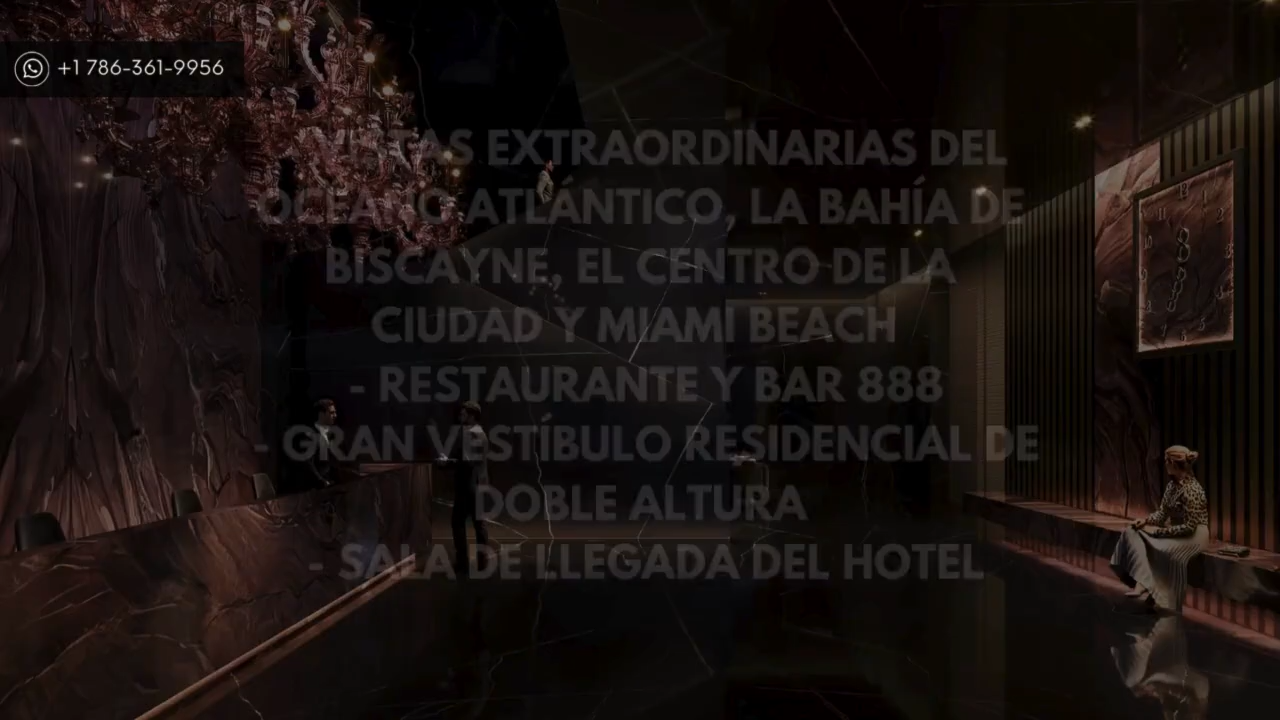 +1 786-361-9956
VISTAS EXTRAORDINARIAS DEL
OCÉANO ATLÁNTICO, LA BAHÍA DE
BISCAYNE, EL CENTRO DE LA
CIUDAD Y MIAMI BEACH
- RESTAURANTE Y BAR 888
- GRAN VESTÍBULO RESIDENCIAL DE
DOBLE ALTURA
- SALA DE LLEGADA DEL HOTEL